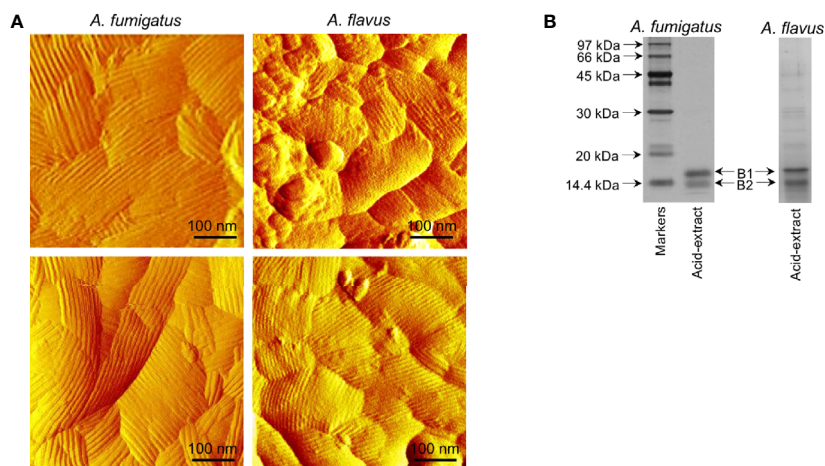 A
A. fumigatus
A. flavus
100 nm
100 nm
100 nm
100 nm
B
A. fumigatus
A. flavus
97 kDa
66 kDa
45 kDa
30 kDa
20 kDa
14.4 kDa
B1
B2
Markers
Acid-extract
Acid-extract